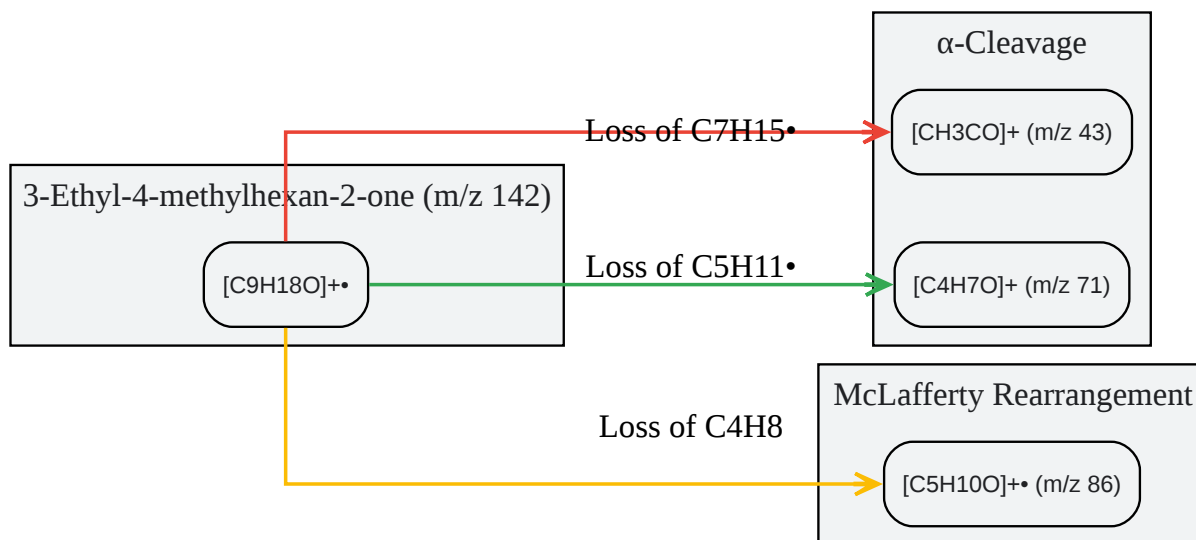 α-Cleavage
Loss of C7H15•
[CH3CO]+ (m/z 43)
3-Ethyl-4-methylhexan-2-one (m/z 142)
[C9H18O]+•
Loss of C5H11•
[C4H7O]+ (m/z 71)
McLafferty Rearrangement
Loss of C4H8
[C5H10O]+• (m/z 86)